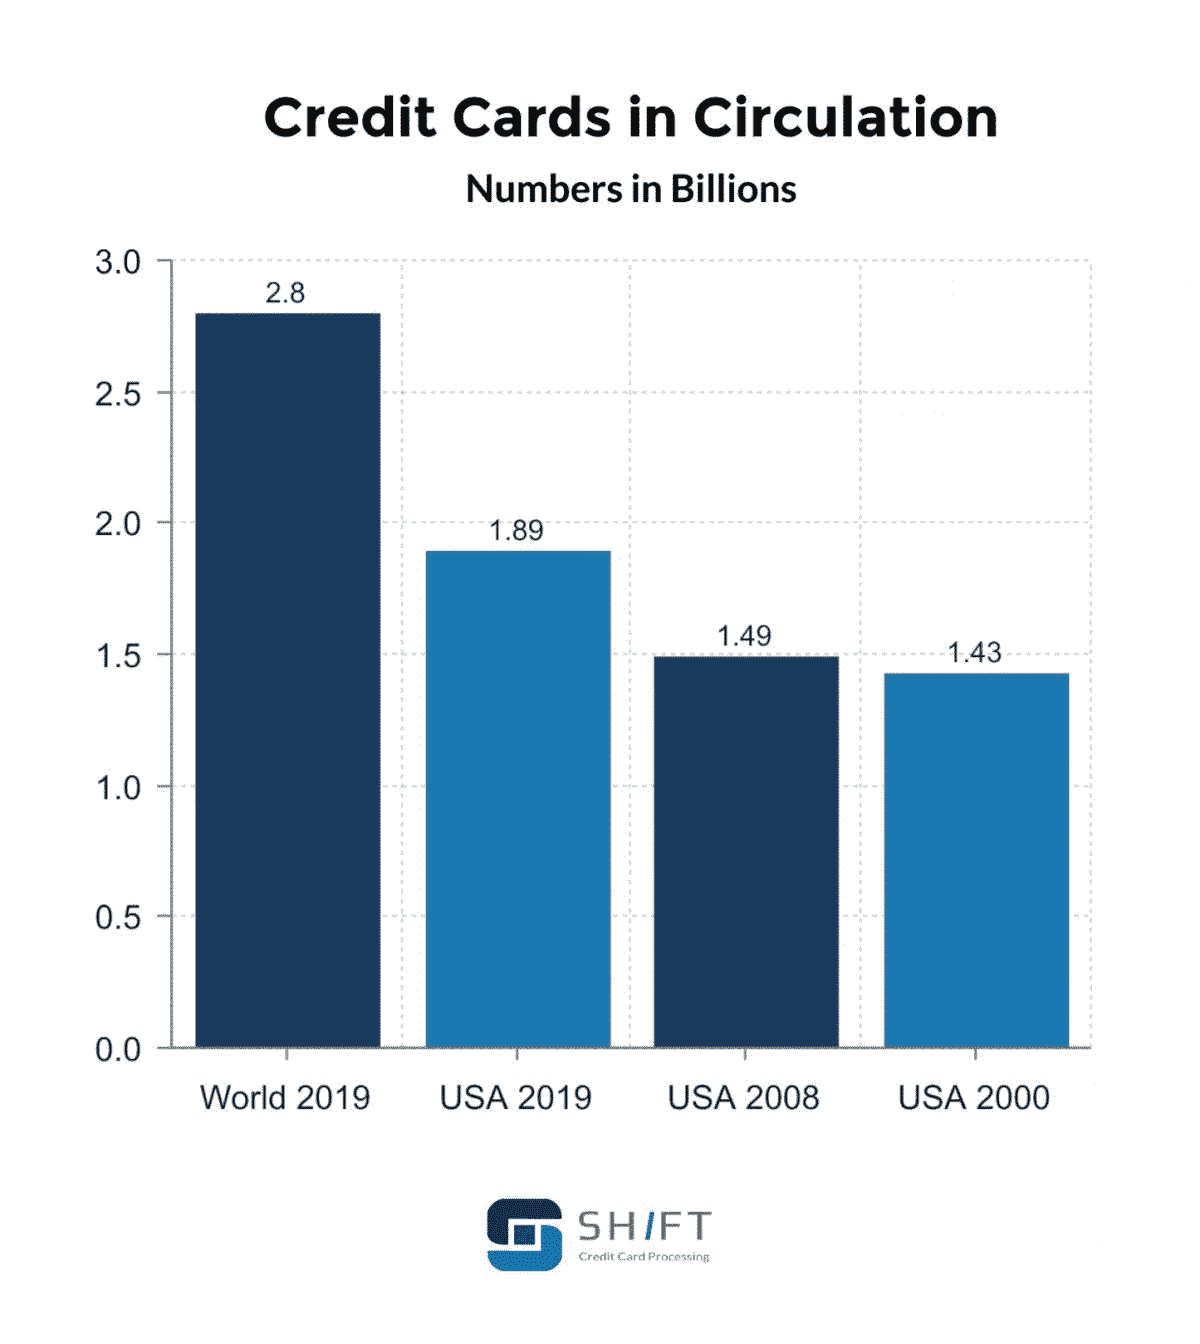 Credit Cards in Circulation
Numbers in Billions
3.0
2.8
2.5
2.0
1.89
1.5
1.49
1.43
1.0
0.5
0.0
World 2019 USA 2019 USA 2008 USA 2000
SHIFT
Credit Card Processing